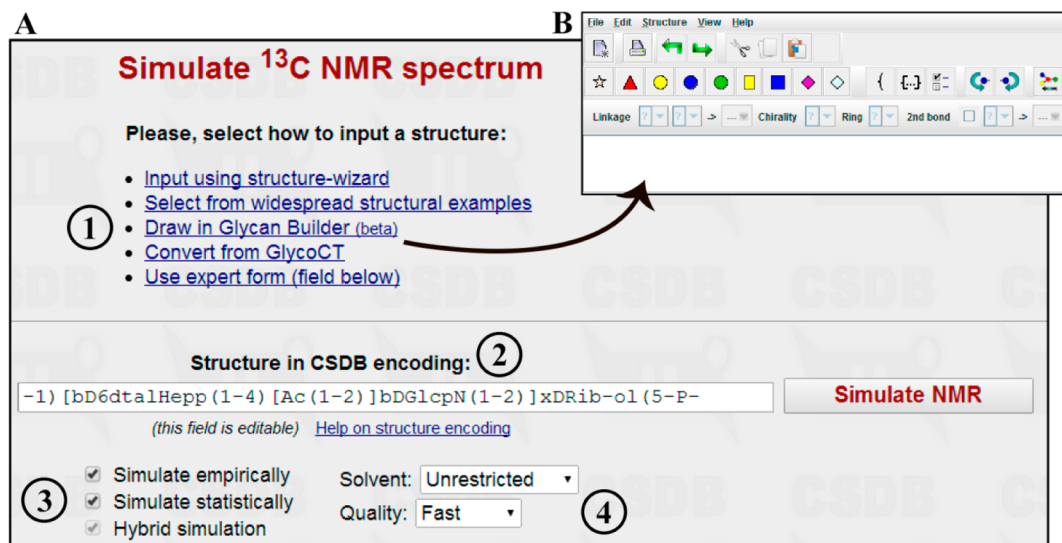 A
B
File Edit Structure View Help
Linkage ? ? -> --- Chirality ? Ring ? 2nd bond ? -> ---
Simulate ¹³C NMR spectrum
Please, select how to input a structure:
Input using structure-wizard
Select from widespread structural examples
1
Draw in Glycan Builder (beta)
Convert from GlycoCT
Use expert form (field below)
Structure in CSDB encoding: 2
-1)[bD6dtalHepp(1-4)[Ac(1-2)]bDGlcpN(1-2)]xDRib-ol(5-P-
Simulate NMR
(this field is editable) Help on structure encoding
3
Simulate empirically
Simulate statistically
Hybrid simulation
Solvent: Unrestricted
Quality: Fast
4